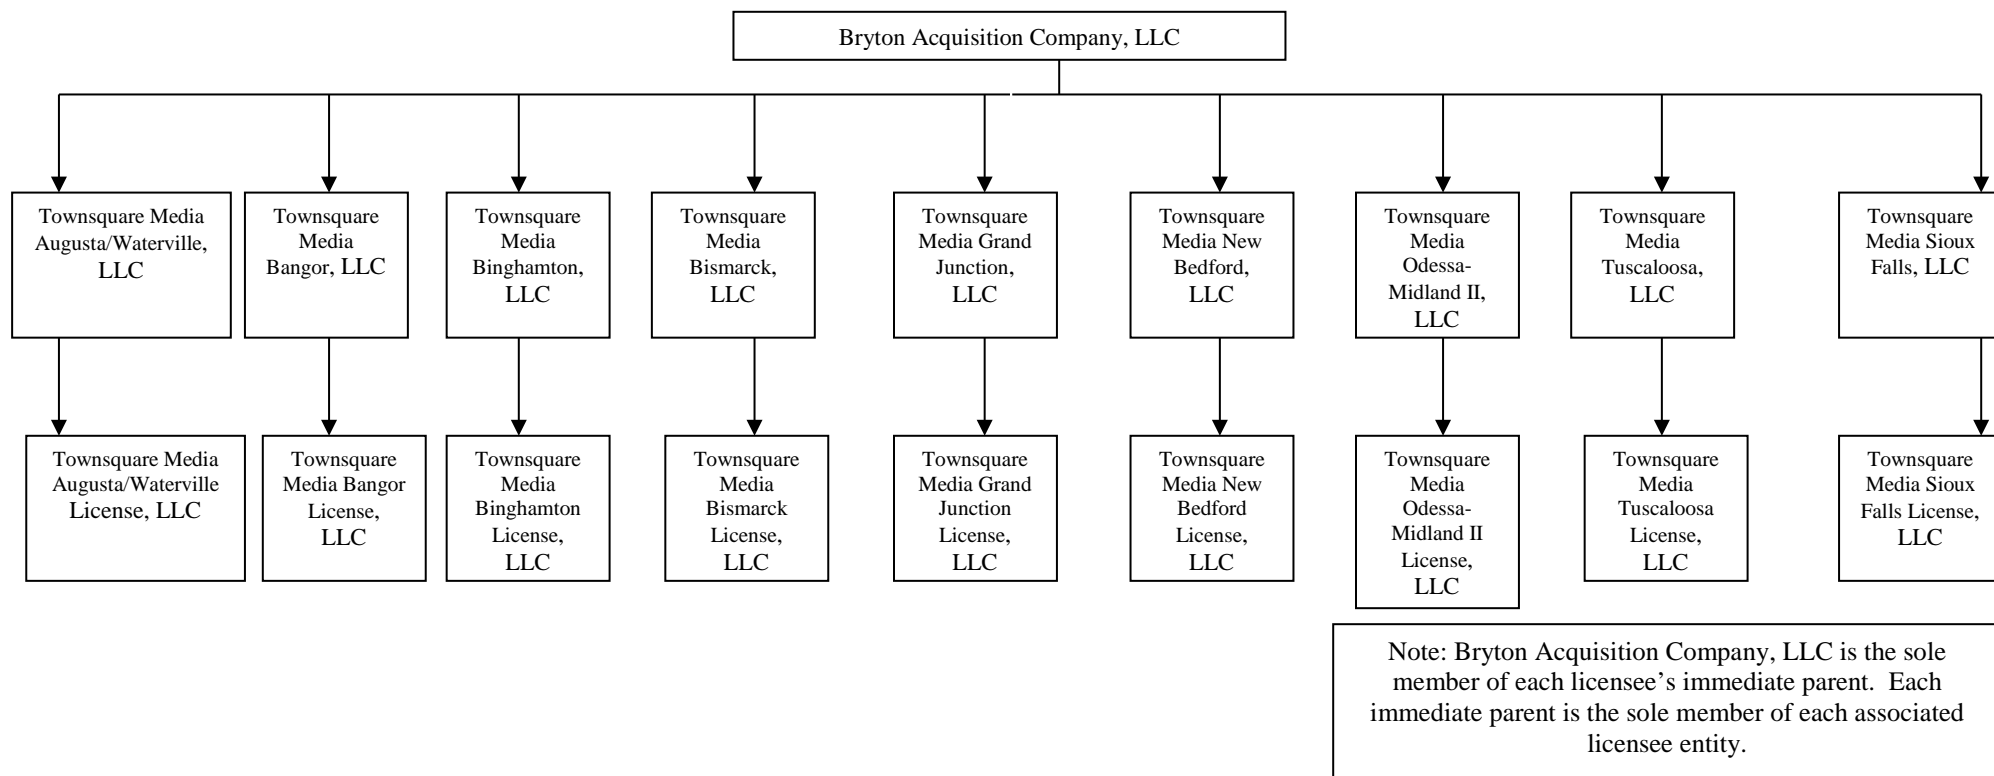 Bryton Acquisition Company, LLC
Townsquare Media
Augusta/Waterville,
LLC
Townsquare
Media
Bangor, LLC
Townsquare
Media
Binghamton,
LLC
Townsquare
Media
Bismarck,
LLC
Townsquare
Media Grand
Junction,
LLC
Townsquare
Media New
Bedford,
LLC
Townsquare
Media
Odessa-
Midland II,
LLC
Townsquare
Media
Tuscaloosa,
LLC
Townsquare
Media Sioux
Falls, LLC
Townsquare Media
Augusta/Waterville
License, LLC
Townsquare
Media Bangor
License,
LLC
Townsquare
Media
Binghamton
License,
LLC
Townsquare
Media
Bismarck
License,
LLC
Townsquare
Media Grand
Junction
License,
LLC
Townsquare
Media New
Bedford
License,
LLC
Townsquare
Media
Odessa-
Midland II
License,
LLC
Townsquare
Media
Tuscaloosa
License,
LLC
Townsquare
Media Sioux
Falls License,
LLC
Note: Bryton Acquisition Company, LLC is the sole
member of each licensee’s immediate parent.  Each
immediate parent is the sole member of each associated
licensee entity.